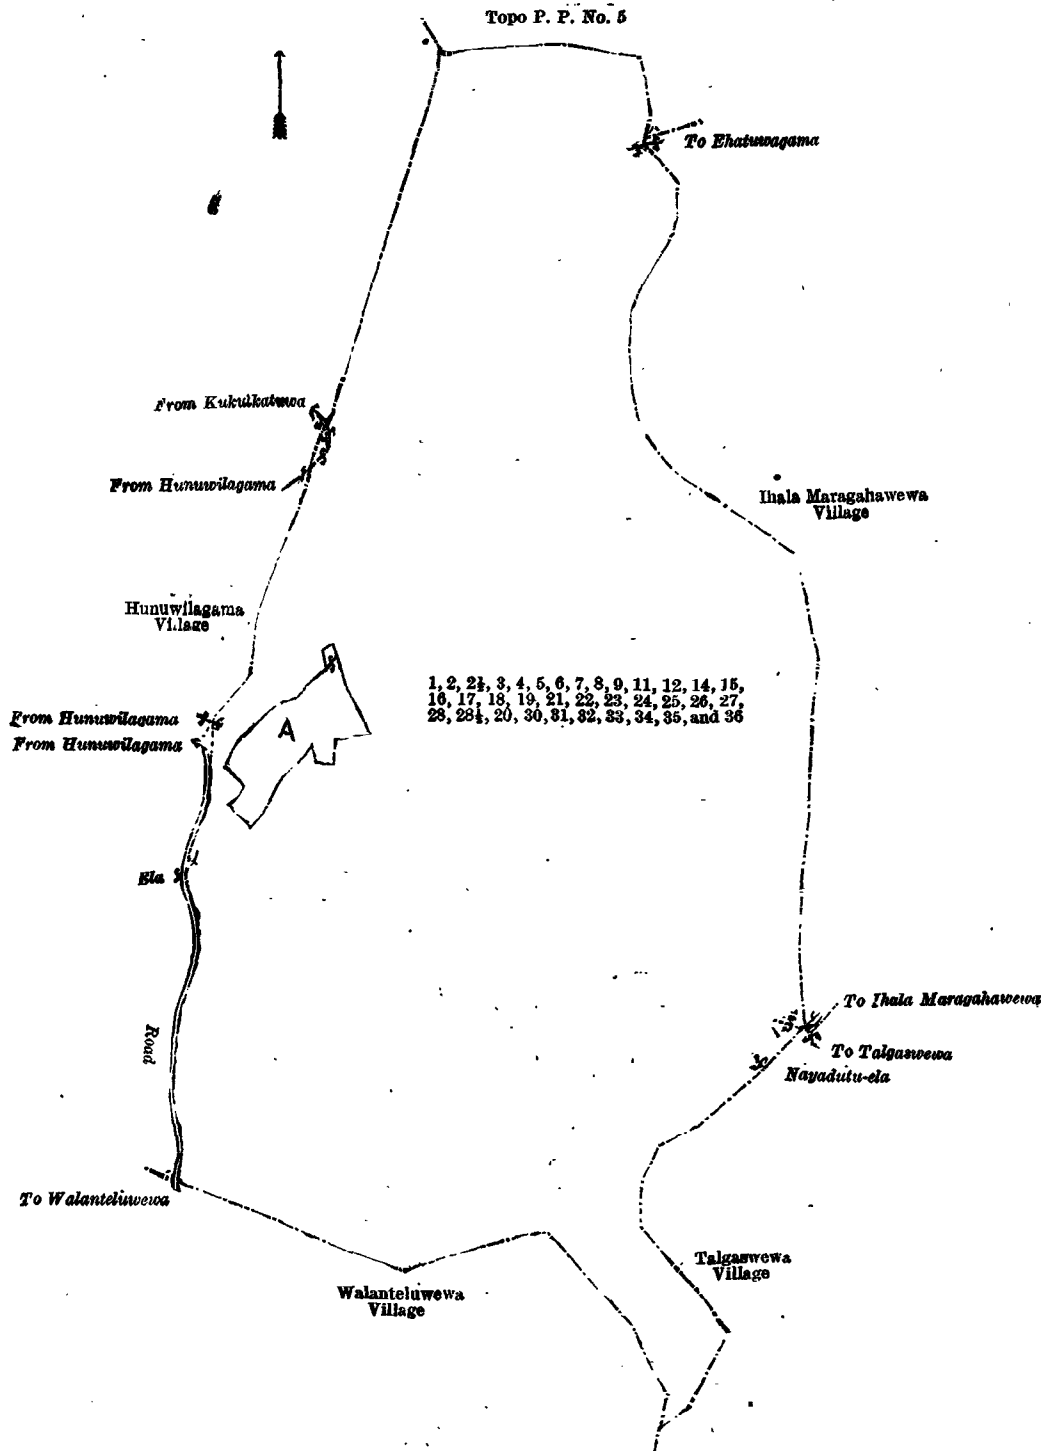 Topo P. P. No. 5
To Ehatuwagama
From Kukulkatuwa
From Hunuwilagama
Ihala Maragahawewa
Village
Hunuwilagama
Village
1, 2, 2½, 3, 4, 5, 6, 7, 8, 9, 11, 12, 14, 15,
16, 17, 18, 19, 21, 22, 23, 24, 25, 26, 27,
28, 28½, 20, 30, 31, 32, 33, 34, 35, and 36
From Hunuwilagama
A
From Hunuwilagama
Ela
To Ihala Maragahawewa
Road
To Talgaswewa
Nayadutu-ela
To Walanteluwewa
Talgaswewa
Village
Walanteluwewa
Village